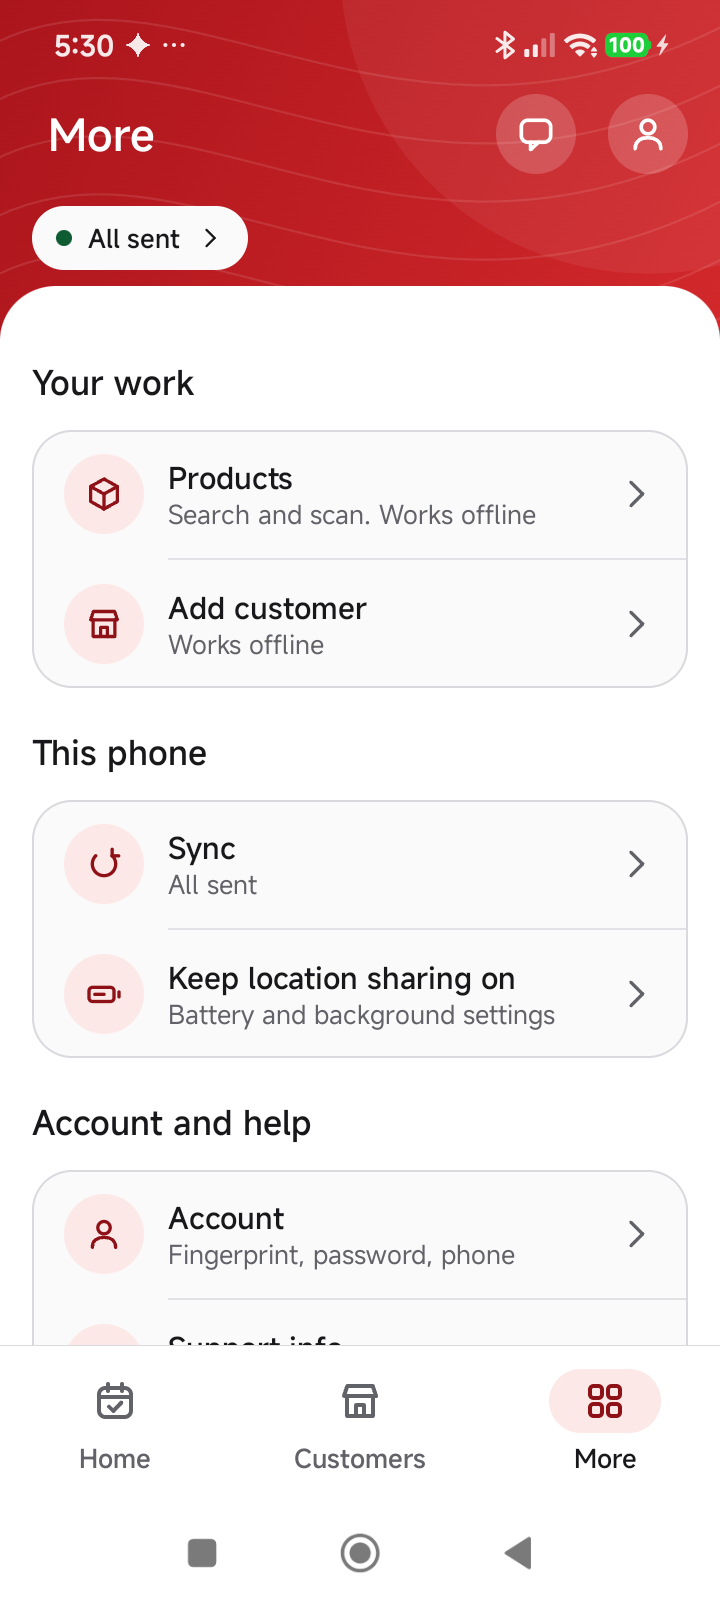 5:30
100
More
All sent
Your work
Products
Search and scan. Works offline
Add customer
Works offline
This phone
Sync
All sent
Keep location sharing on
Battery and background settings
Account and help
Account
Fingerprint, password, phone
Support info
Home
Customers
More